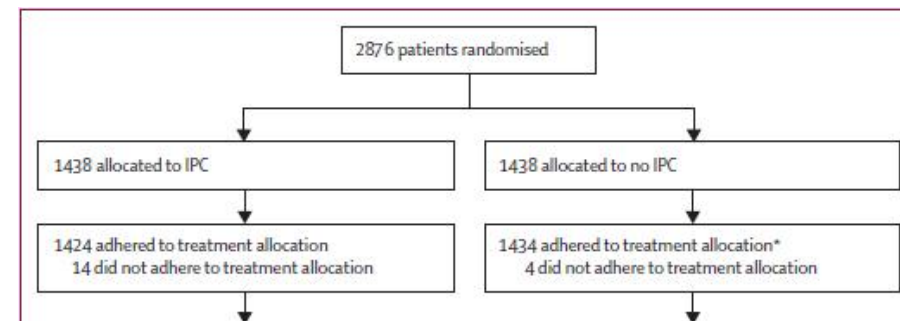 2876 patients randomised
1438 allocated to IPC
1438 allocated to no IPC
1424 adhered to treatment allocation
14 did not adhere to treatment allocation
1434 adhered to treatment allocation*
4 did not adhere to treatment allocation